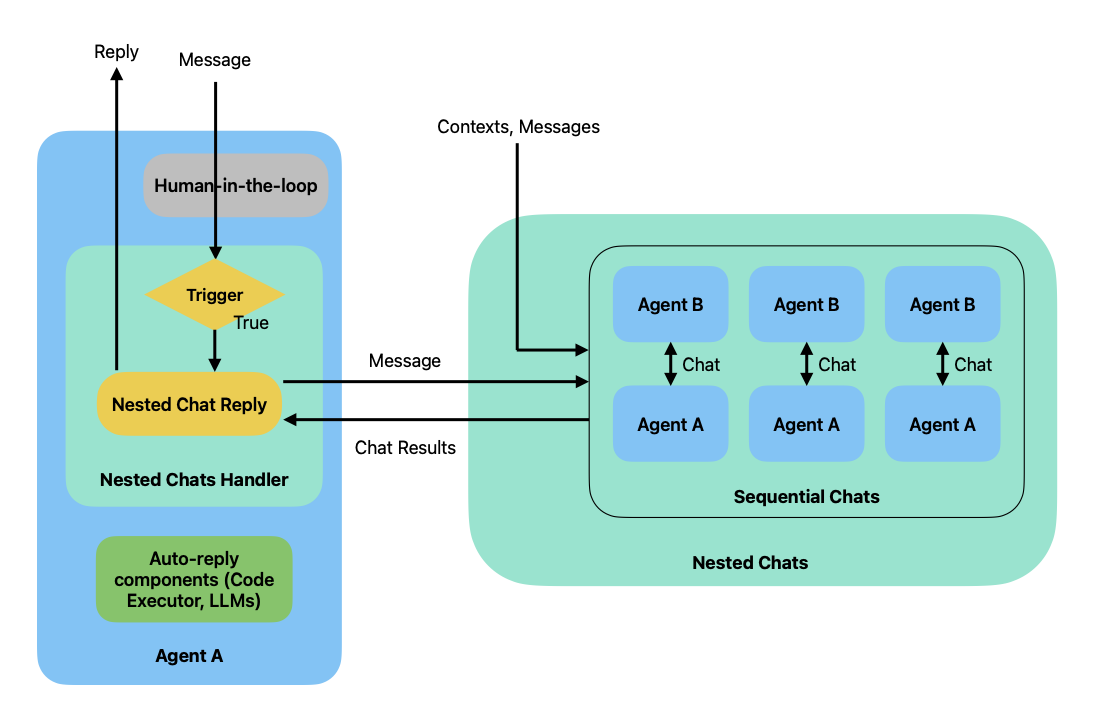 Reply
Message
Human-in-the-loop
Trigger
True
Nested Chat Reply
Nested Chats Handler
Auto-reply
components (Code
Executor, LLMs)
Agent A
Message
Chat Results
Contexts, Messages
Agent B
Agent B
Agent B
Chat
Chat
Chat
Agent A
Agent A
Agent A
Sequential Chats
Nested Chats